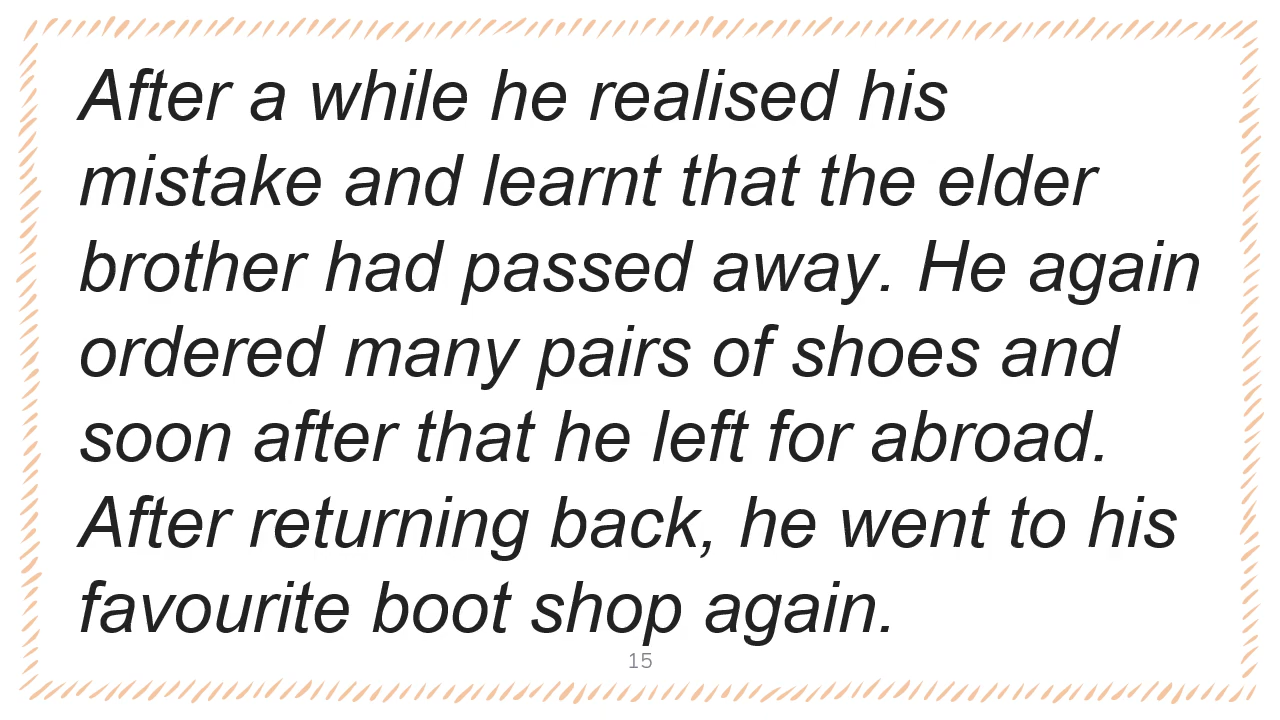 After a while he realised his
mistake and learnt that the elder
brother had passed away. He again
ordered many pairs of shoes and
soon after that he left for abroad.
After returning back, he went to his
favourite boot shop again.
15